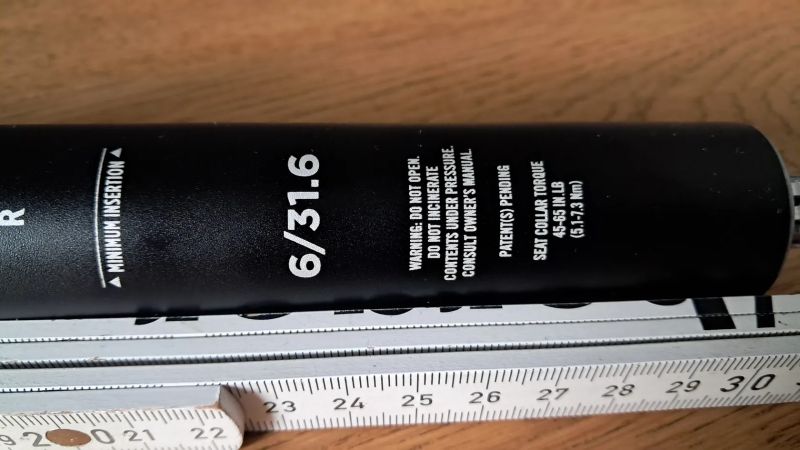 R
MINIMUM INSERTION
6/31.6
WARNING: DO NOT OPEN.
DO NOT INCINERATE
CONTENTS UNDER PRESSURE.
CONSULT OWNER'S MANUAL.
PATENT(S) PENDING
SEAT COLLAR TORQUE
45-65 IN.LB
(5.1-7.3 Nm)
23 24 25 26 27 28 29 30
9 20 21 22